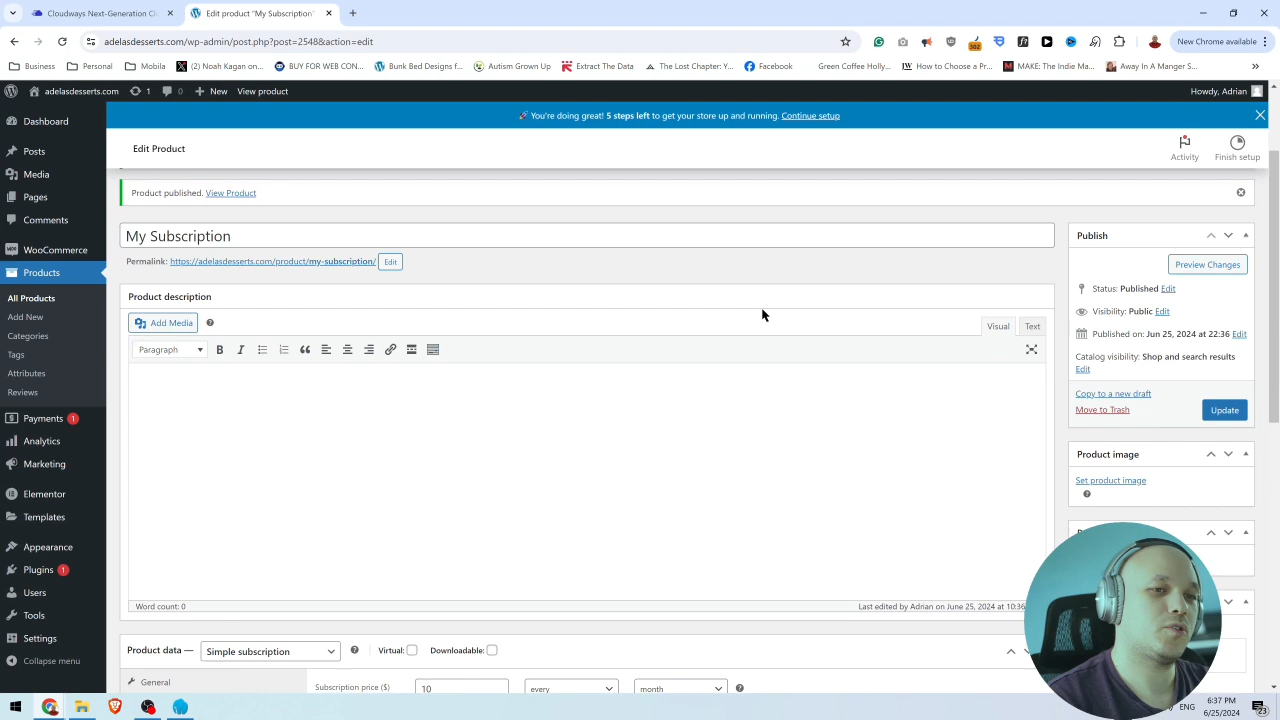 Cloudways Next-Generation C
Edit product "My Subscription"
adelasdesserts.com/wp-admin/post.php?post=2548&action=edit
302
New Chrome available
Business
Personal
Mobila
(2) Noah Kagan on...
BUY FOR WEB CON...
Bunk Bed Designs f...
Autism Grown Up
Extract The Data
The Lost Chapter: Y...
Facebook
Green Coffee Holly...
How to Choose a Pr...
MAKE: The Indie Ma...
Away In A Manger S...
adelasdesserts.com
1
0
New
View product
Howdy, Adrian
🚀 You're doing great! 5 steps left to get your store up and running. Continue setup
Edit Product
Activity
Finish setup
Product published. View Product
My Subscription
Permalink: https://adelasdesserts.com/product/my-subscription/ Edit
Product description
Add Media
Visual
Text
Paragraph
Word count: 0
Last edited by Adrian on June 25, 2024 at 10:36
Product data —
Simple subscription
Virtual:
Downloadable:
General
Subscription price ($)
10
every
month
Publish
Preview Changes
Status: Published Edit
Visibility: Public Edit
Published on: Jun 25, 2024 at 22:36 Edit
Catalog visibility: Shop and search results
Edit
Copy to a new draft
Move to Trash
Update
Product image
Set product image
Dashboard
Posts
Media
Pages
Comments
WooCommerce
Products
All Products
Add New
Categories
Tags
Attributes
Reviews
Payments 1
Analytics
Marketing
Elementor
Templates
Appearance
Plugins 1
Users
Tools
Settings
Collapse menu
ENG
6:37 PM
6/25/2024
23